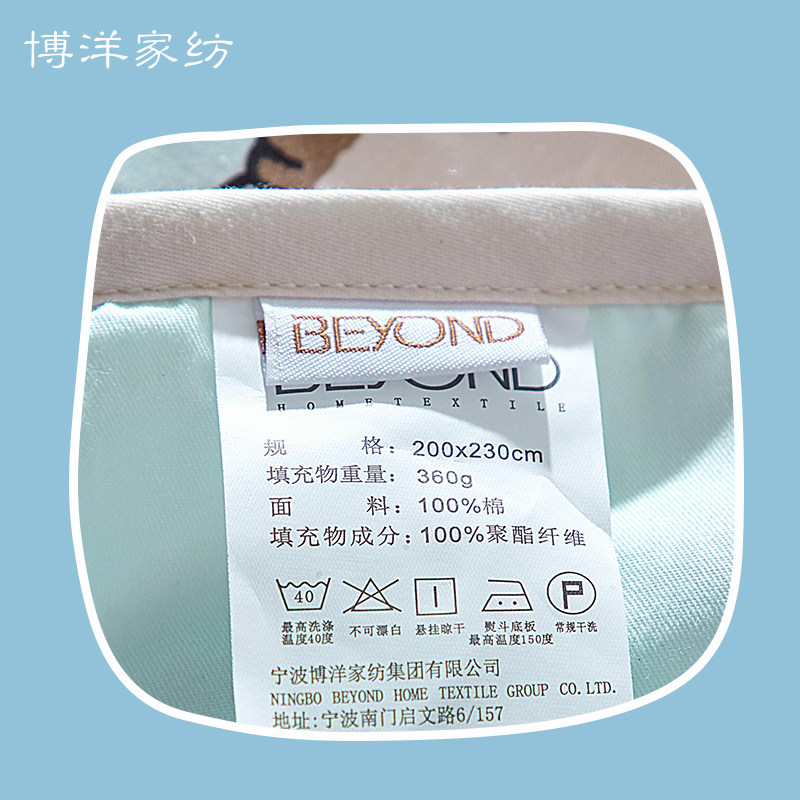 博洋家纺
BEYOND
BEYOND
HOME TEXTILE
规 格：200x230cm
填充物重量：360g
面 料：100%棉
填充物成分：100%聚酯纤维
40
P
最高洗涤温度40度
不可漂白
悬挂晾干
熨斗底板最高温度150度
常规干洗
宁波博洋家纺集团有限公司
NINGBO BEYOND HOME TEXTILE GROUP CO.LTD.
地址:宁波南门启文路6/157